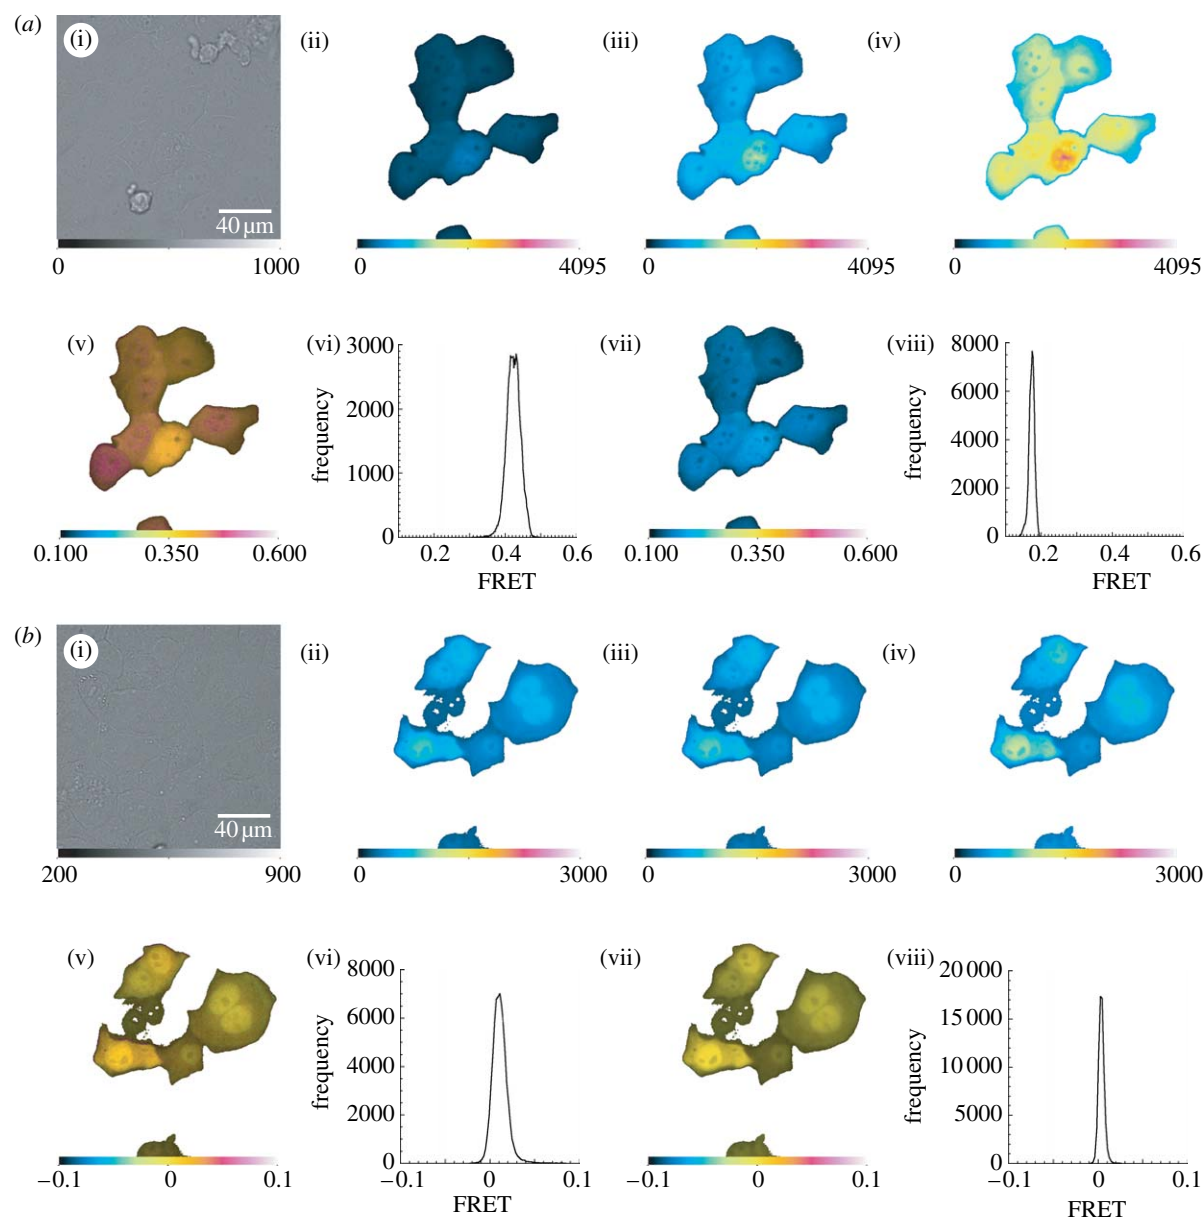 (a) (i) (ii) (iii) (iv)
40 µm
0 1000 0 4095 0 4095 0 4095
(v) (vi) (vii) (viii)
frequency
3000
2000
1000
0
0.2 0.4 0.6
FRET
0.100 0.350 0.600
0.100 0.350 0.600
frequency
8000
6000
4000
2000
0
0.2 0.4 0.6
FRET
(b) (i) (ii) (iii) (iv)
40 µm
200 900 0 3000 0 3000 0 3000
(v) (vi) (vii) (viii)
−0.1 0 0.1
frequency
8000
6000
4000
2000
0
−0.1 0 0.1
FRET
−0.1 0 0.1
frequency
20 000
15 000
10 000
5000
0
−0.1 0 0.1
FRET